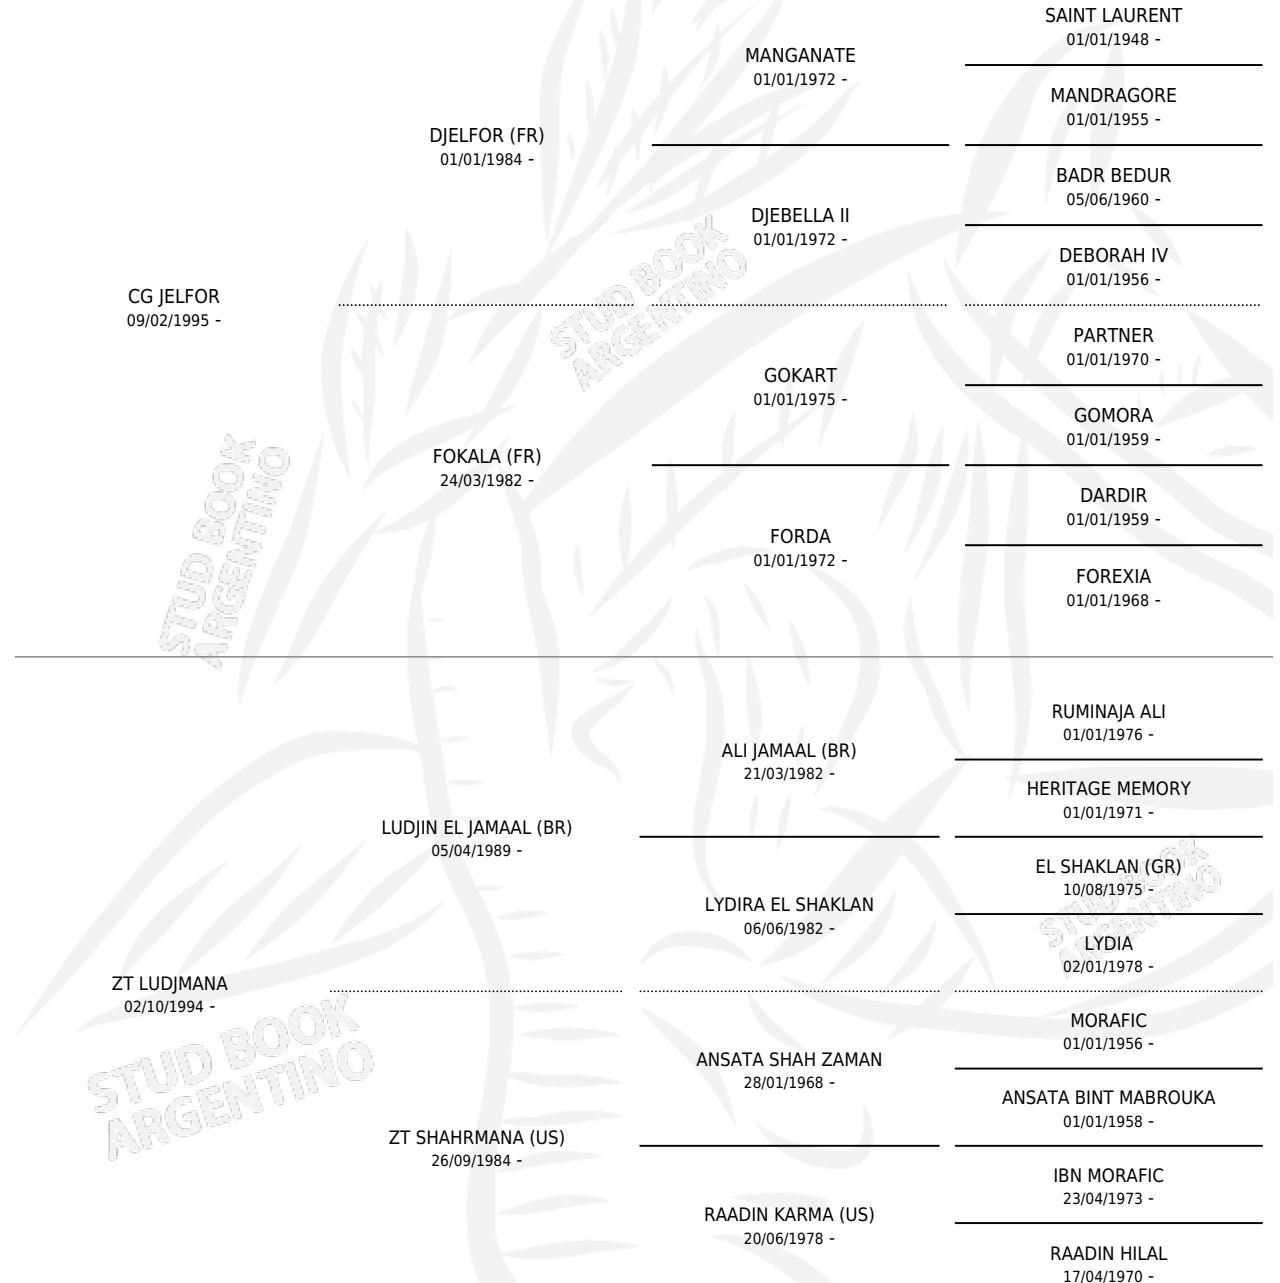 SAINT LAURENT
01/01/1948 -
MANGANATE
01/01/1972 -
MANDRAGORE
01/01/1955 -
DJELFOR (FR)
01/01/1984 -
BADR BEDUR
05/06/1960 -
DJEBELLA II
01/01/1972 -
DEBORAH IV
01/01/1956 -
CG JELFOR
09/02/1995 -
PARTNER
01/01/1970 -
GOKART
01/01/1975 -
GOMORA
01/01/1959 -
FOKALA (FR)
24/03/1982 -
DARDIR
01/01/1959 -
FORDA
01/01/1972 -
FOREXIA
01/01/1968 -
STUD BOOK
ARGENTINO
STUD BOOK
ARGENTINO
RUMINAJA ALI
01/01/1976 -
ALI JAMAAL (BR)
21/03/1982 -
HERITAGE MEMORY
01/01/1971 -
LUDJIN EL JAMAAL (BR)
05/04/1989 -
EL SHAKLAN (GR)
10/08/1975 -
LYDIRA EL SHAKLAN
06/06/1982 -
LYDIA
02/01/1978 -
STUD BOOK
ARGENTINO
ZT LUDJMANA
02/10/1994 -
MORAFIC
01/01/1956 -
ANSATA SHAH ZAMAN
28/01/1968 -
ANSATA BINT MABROUKA
01/01/1958 -
STUD BOOK
ARGENTINO
ZT SHAHRMANA (US)
26/09/1984 -
IBN MORAFIC
23/04/1973 -
RAADIN KARMA (US)
20/06/1978 -
RAADIN HILAL
17/04/1970 -